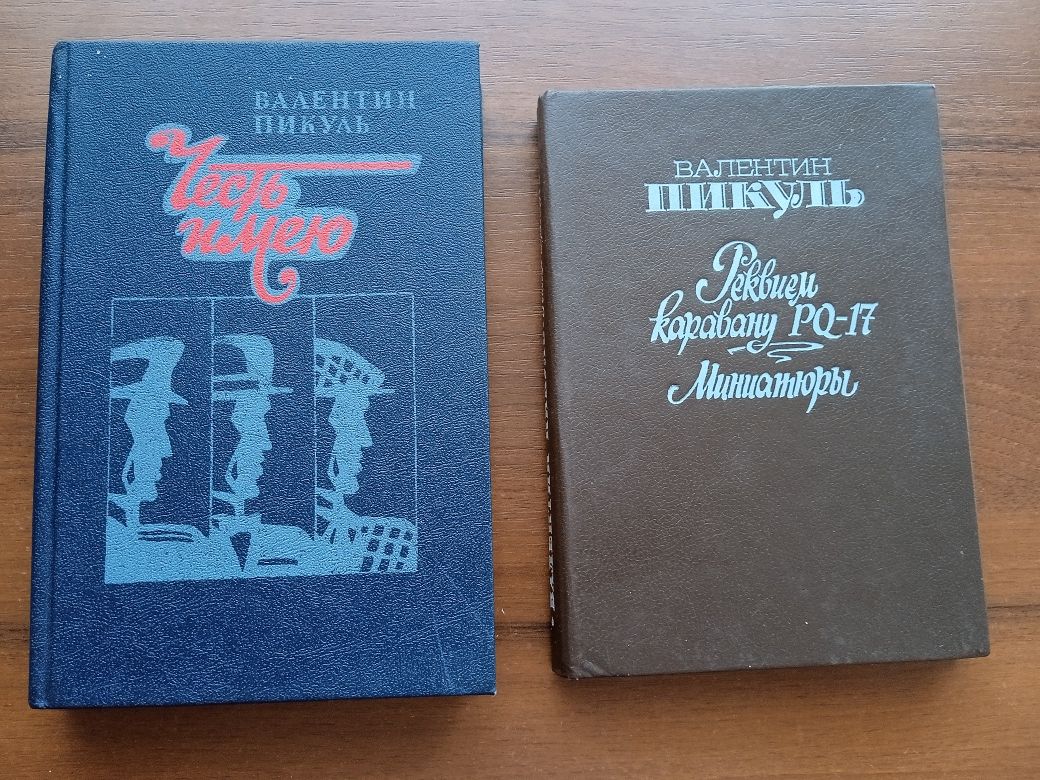 ВАЛЕНТИН
ПИКУЛЬ
Честь
имею
ВАЛЕНТИН
ПИКУЛЬ
Реквием
каравану PQ-17
Миниатюры